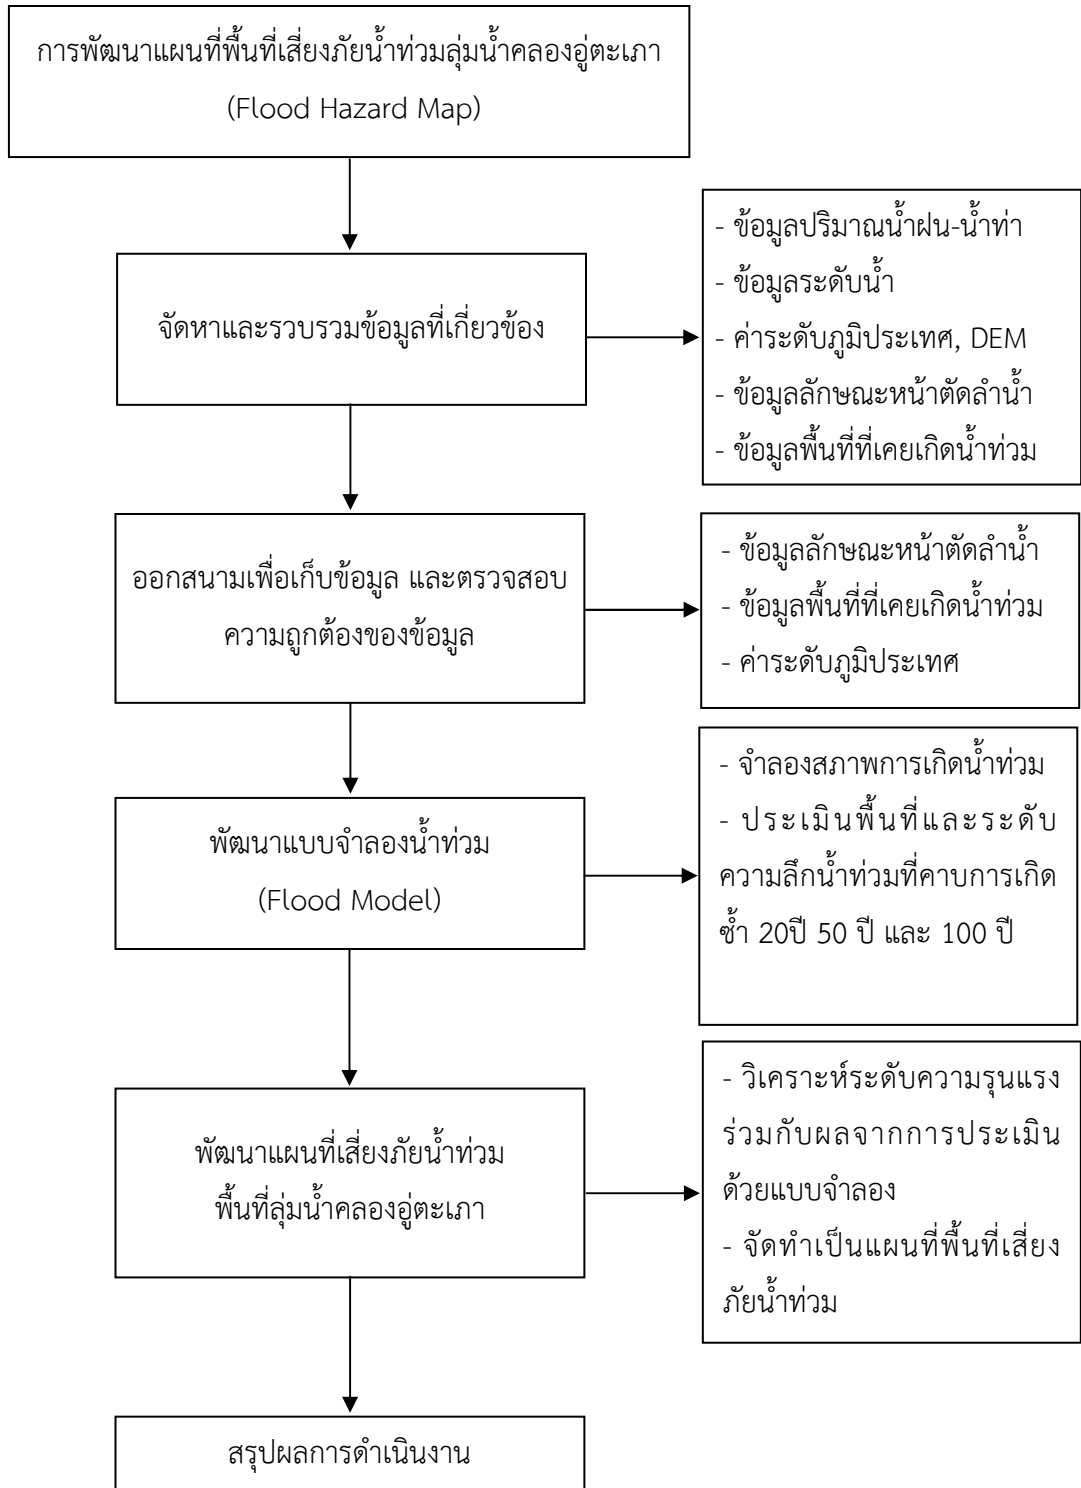 การพัฒนาแผนที่พื้นที่เสี่ยงภัยน้ำท่วมลุ่มน้ำคลองอู่ตะเภา
(Flood Hazard Map)
จัดหาและรวบรวมข้อมูลที่เกี่ยวข้อง
- ข้อมูลปริมาณน้ำฝน-น้ำท่า
- ข้อมูลระดับน้ำ
- ค่าระดับภูมิประเทศ, DEM
- ข้อมูลลักษณะหน้าตัดลำน้ำ
- ข้อมูลพื้นที่ที่เคยเกิดน้ำท่วม
ออกสนามเพื่อเก็บข้อมูล และตรวจสอบ
ความถูกต้องของข้อมูล
- ข้อมูลลักษณะหน้าตัดลำน้ำ
- ข้อมูลพื้นที่ที่เคยเกิดน้ำท่วม
- ค่าระดับภูมิประเทศ
พัฒนาแบบจำลองน้ำท่วม
(Flood Model)
- จำลองสภาพการเกิดน้ำท่วม
- ประเมินพื้นที่และระดับ
ความลึกน้ำท่วมที่คาบการเกิด
ซ้ำ 20ปี 50 ปี และ 100 ปี
พัฒนาแผนที่เสี่ยงภัยน้ำท่วม
พื้นที่ลุ่มน้ำคลองอู่ตะเภา
- วิเคราะห์ระดับความรุนแรง
ร่วมกับผลจากการประเมิน
ด้วยแบบจำลอง
- จัดทำเป็นแผนที่พื้นที่เสี่ยง
ภัยน้ำท่วม
สรุปผลการดำเนินงาน